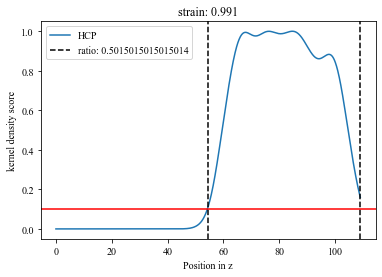 strain: 0.991
HCP
ratio: 0.5015015015015014
kernel density score
1.0
0.8
0.6
0.4
0.2
0.0
0 20 40 60 80 100
Position in z